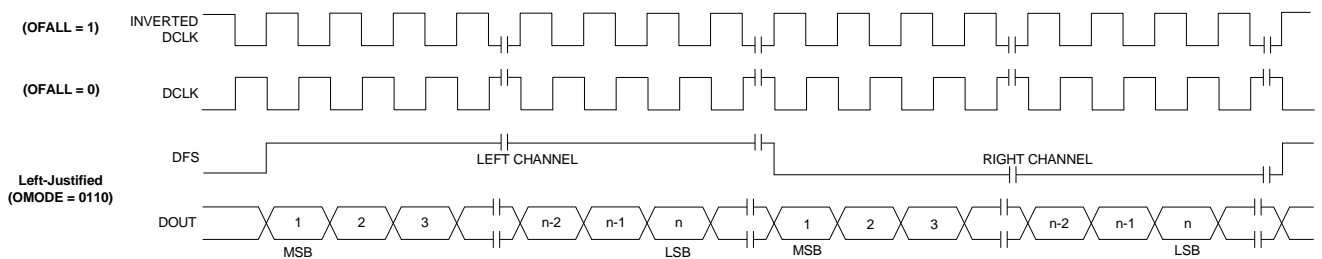 (OFALL = 1)
INVERTED
DCLK
(OFALL = 0)
DCLK
DFS
LEFT CHANNEL
RIGHT CHANNEL
Left-Justified
(OMODE = 0110)
DOUT
1 2 3 n-2 n-1 n 1 2 3 n-2 n-1 n
MSB LSB MSB LSB